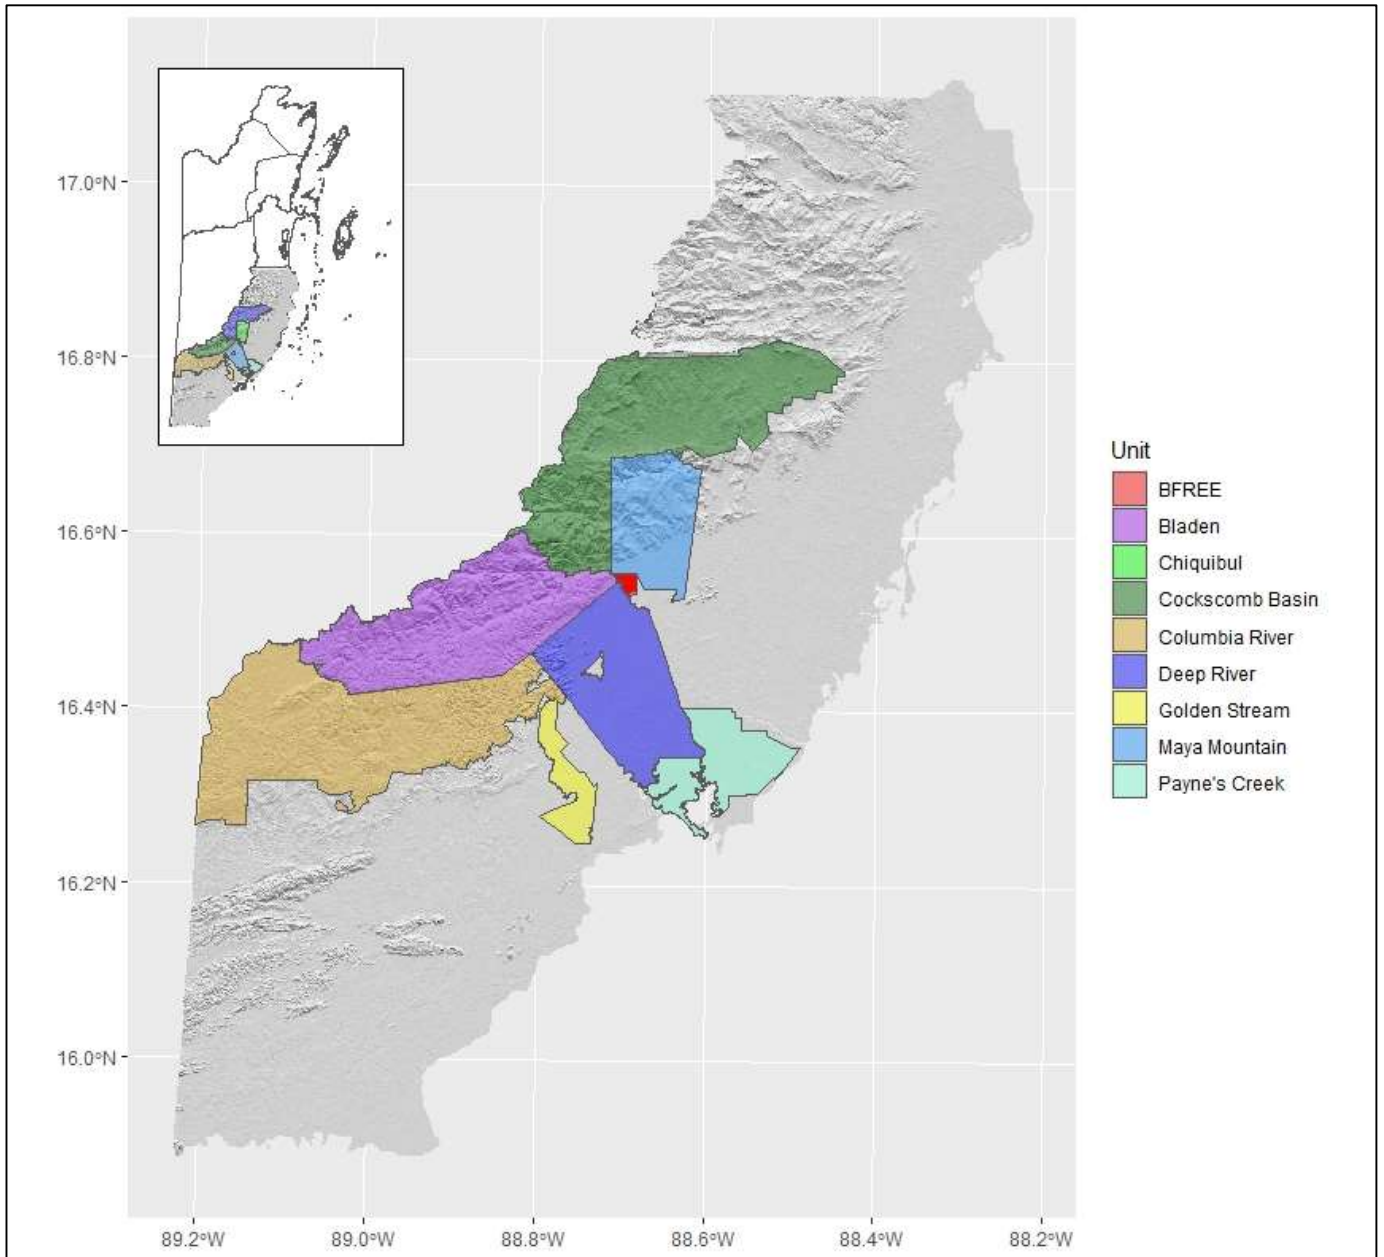 17.0°N
16.8°N
16.6°N
16.4°N
16.2°N
16.0°N
89.2°W
89.0°W
88.8°W
88.6°W
88.4°W
88.2°W
Unit
BFREE
Bladen
Chiquibul
Cockscomb Basin
Columbia River
Deep River
Golden Stream
Maya Mountain
Payne's Creek